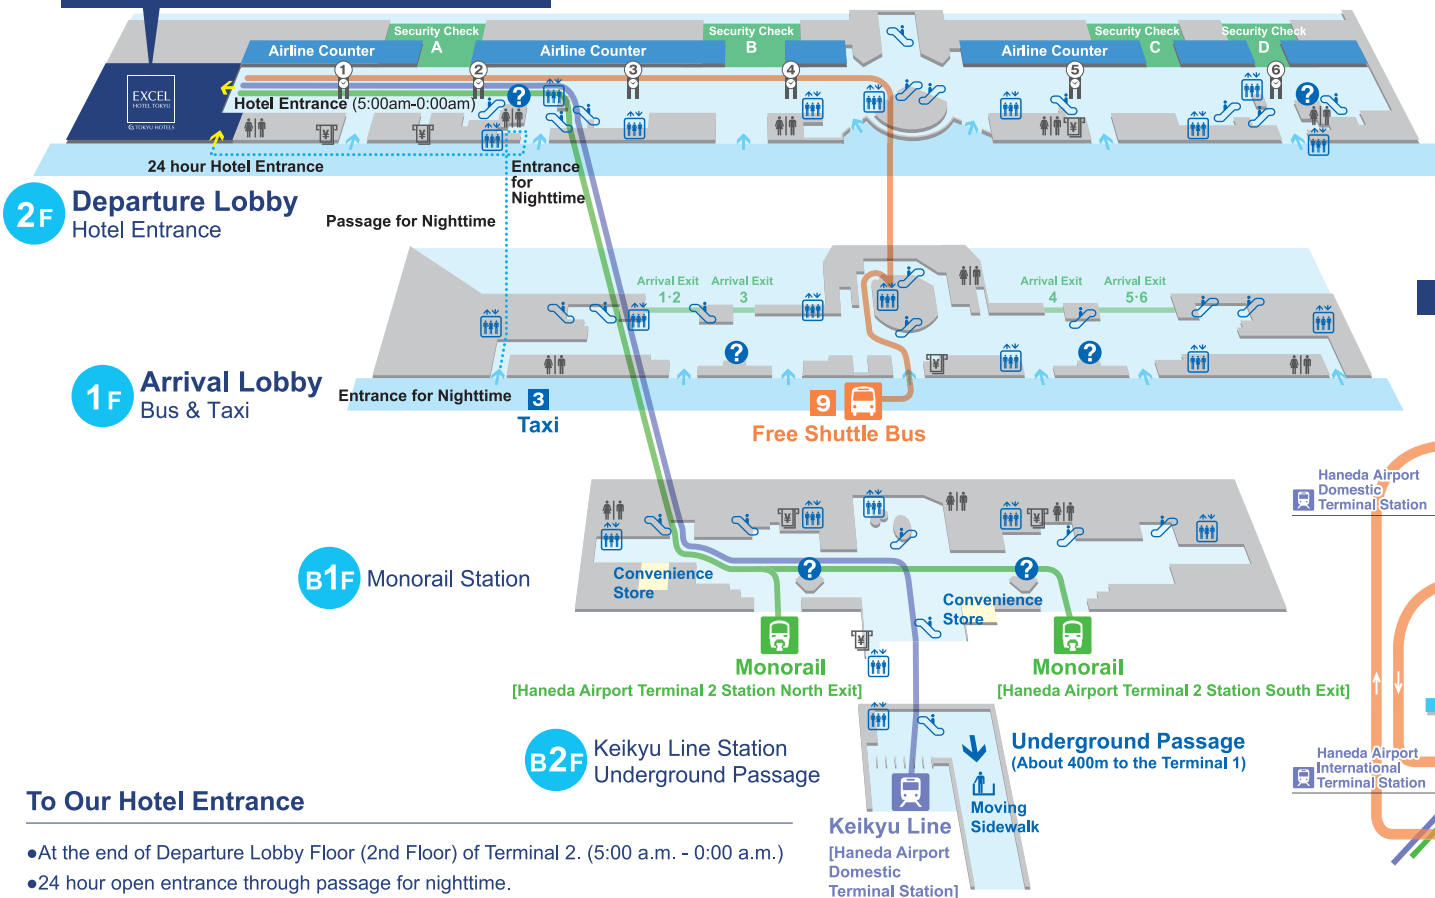 Security Check
A
Security Check
B
Security Check
C
Security Check
D
Airline Counter
Airline Counter
Airline Counter
1
2
3
4
5
6
EXCEL
HOTEL TOKYU
TOKYU HOTELS
Hotel Entrance (5:00am-0:00am)
24 hour Hotel Entrance
Entrance
for
Nighttime
2F
Departure Lobby
Hotel Entrance
Passage for Nighttime
Arrival Exit
1·2
Arrival Exit
3
Arrival Exit
4
Arrival Exit
5·6
1F
Arrival Lobby
Bus & Taxi
Entrance for Nighttime
3
Taxi
9
Free Shuttle Bus
B1F
Monorail Station
Convenience
Store
Convenience
Store
Monorail
[Haneda Airport Terminal 2 Station North Exit]
Monorail
[Haneda Airport Terminal 2 Station South Exit]
Haneda Airport
Domestic
Terminal Station
B2F
Keikyu Line Station
Underground Passage
Underground Passage
(About 400m to the Terminal 1)
Moving
Sidewalk
Keikyu Line
[Haneda Airport
Domestic
Terminal Station]
Haneda Airport
International
Terminal Station
To Our Hotel Entrance
●At the end of Departure Lobby Floor (2nd Floor) of Terminal 2. (5:00 a.m. - 0:00 a.m.)
●24 hour open entrance through passage for nighttime.